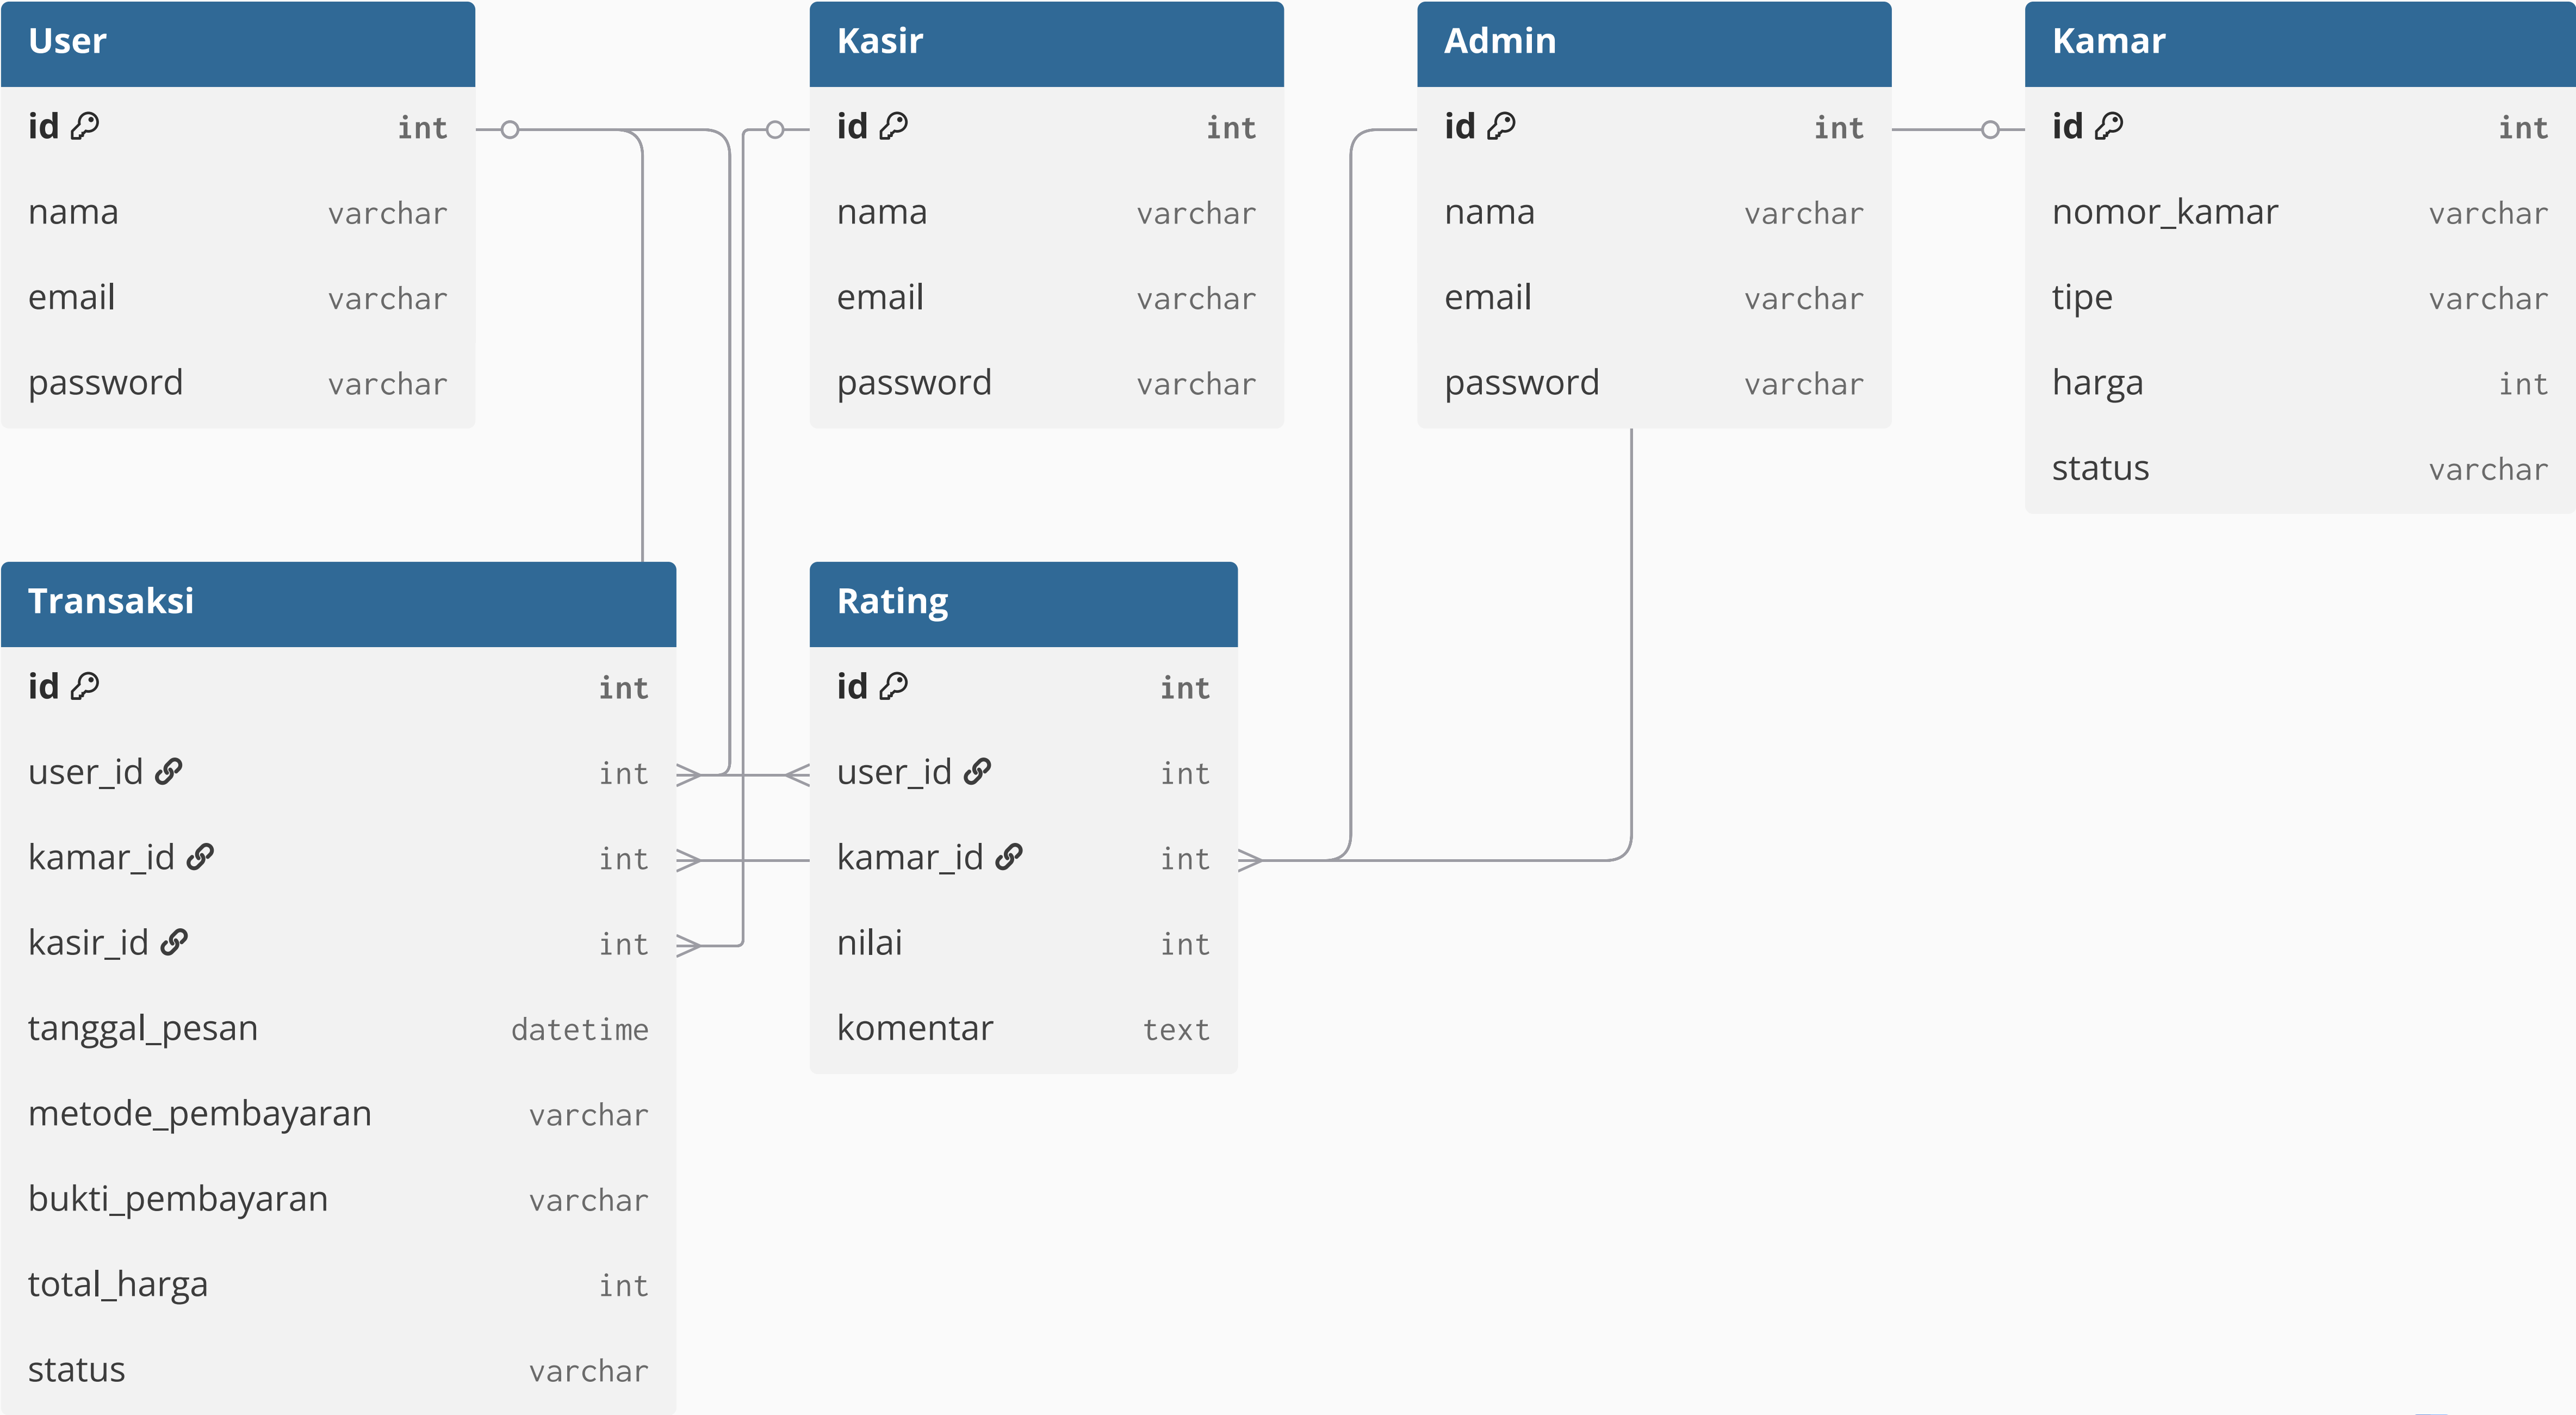 User
id int
nama varchar
email varchar
password varchar
Kasir
id int
nama varchar
email varchar
password varchar
Admin
id int
nama varchar
email varchar
password varchar
Kamar
id int
nomor_kamar varchar
tipe varchar
harga int
status varchar
Transaksi
id int
user_id int
kamar_id int
kasir_id int
tanggal_pesan datetime
metode_pembayaran varchar
bukti_pembayaran varchar
total_harga int
status varchar
Rating
id int
user_id int
kamar_id int
nilai int
komentar text